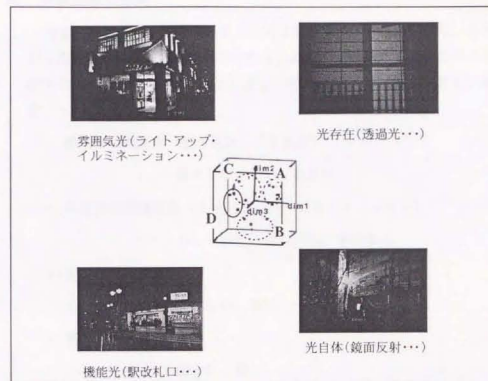 雰囲気光(ライトアップ・
イルミネーション・・・)
光存在(透過光・・・)
C
dim2
A
dim1
dim3
D
B
機能光(駅改札口・・・)
光自体(鏡面反射・・・)